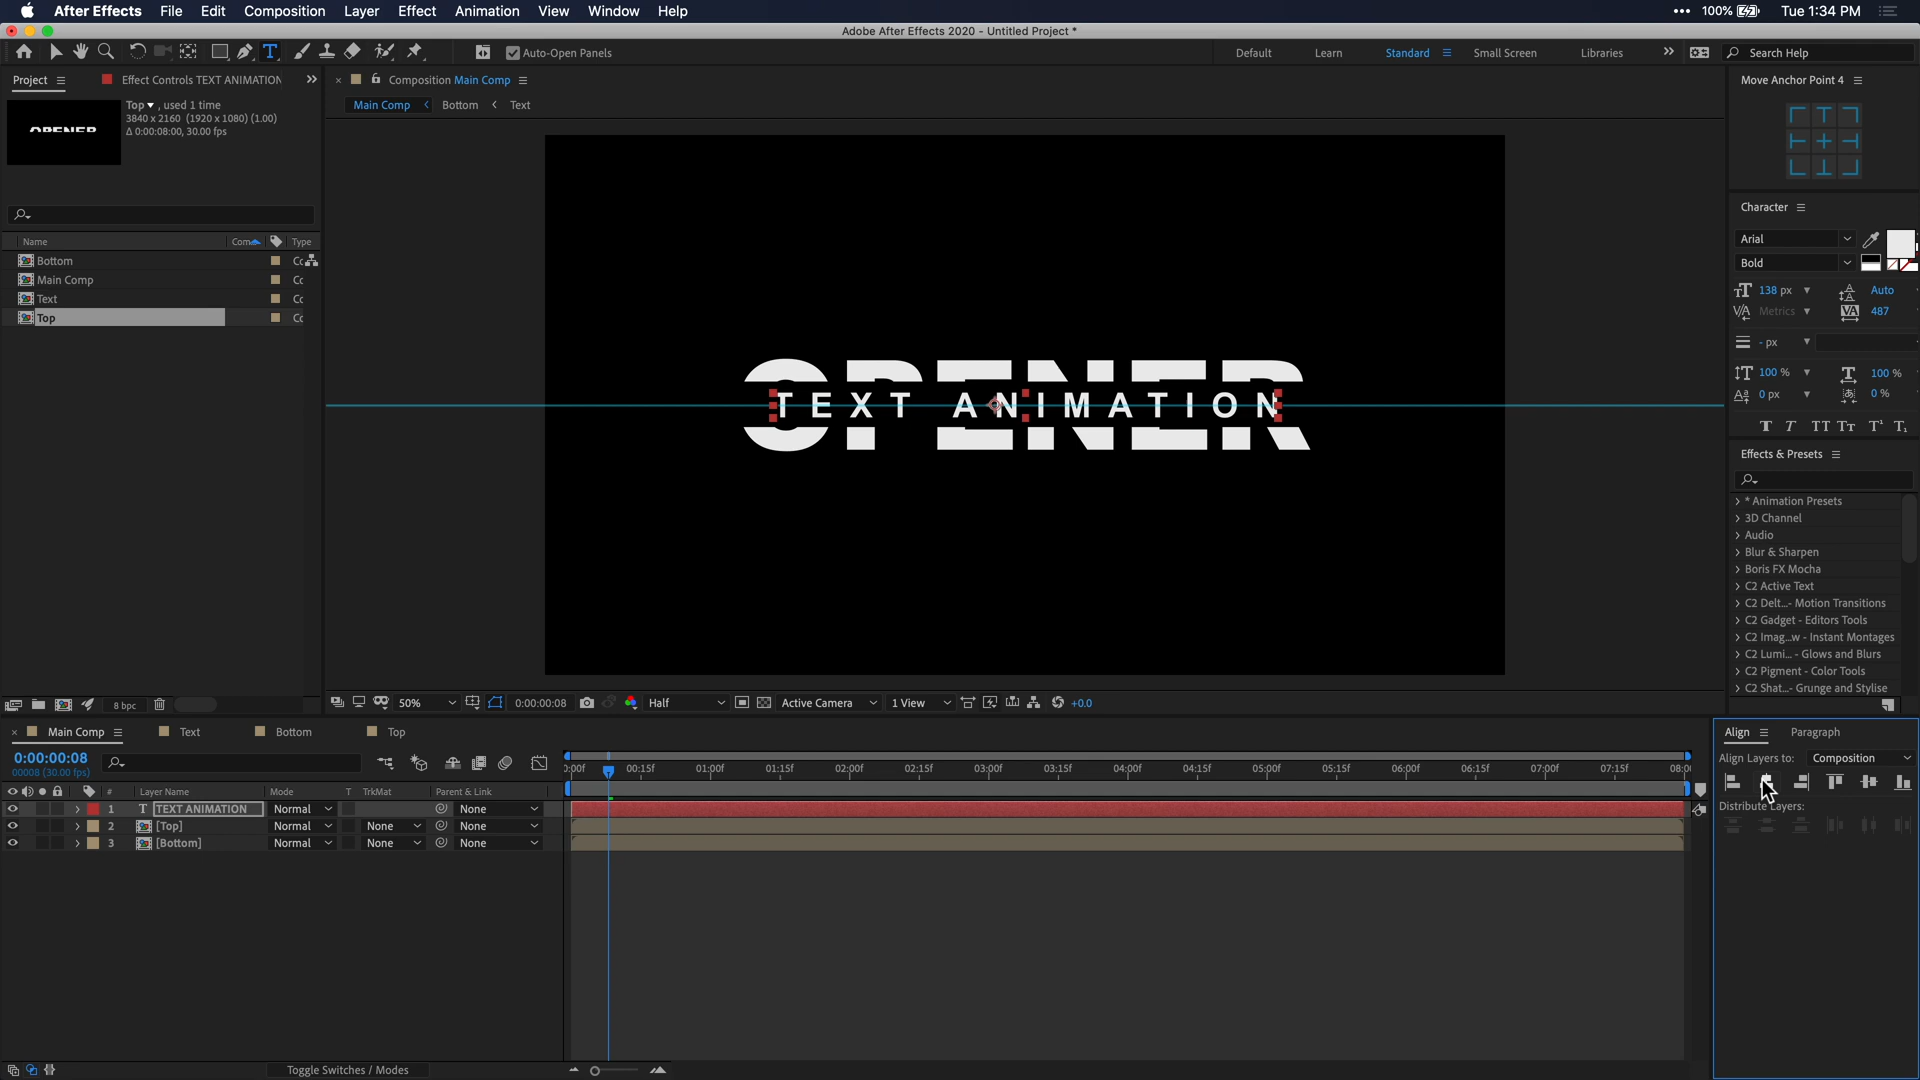 After Effects File Edit Composition Layer Effect Animation View Window Help
100% Tue 1:34 PM
Adobe After Effects 2020 - Untitled Project *
Auto-Open Panels
Default Learn Standard Small Screen Libraries Search Help
Project Effect Controls TEXT ANIMATION
Composition Main Comp
Main Comp Bottom Text
Top , used 1 time
3840 x 2160 (1920 x 1080) (1.00)
Δ 0:00:08:00, 30.00 fps
Name Type
Bottom
Main Comp
Text
Top
8 bpc
OPENER
TEXT ANIMATION
50% 0:00:00:08 Half Active Camera 1 View +0.0
Move Anchor Point 4
Character
Arial
Bold
138 px Auto
Metrics 487
- px
100 % 100 %
0 px 0 %
Effects & Presets
* Animation Presets
3D Channel
Audio
Blur & Sharpen
Boris FX Mocha
C2 Active Text
C2 Delt...- Motion Transitions
C2 Gadget - Editors Tools
C2 Imag...w - Instant Montages
C2 Lumi... - Glows and Blurs
C2 Pigment - Color Tools
C2 Shat...- Grunge and Stylise
Main Comp Text Bottom Top
0:00:00:08
00008 (30.00 fps)
:00f 00:15f 01:00f 01:15f 02:00f 02:15f 03:00f 03:15f 04:00f 04:15f 05:00f 05:15f 06:00f 06:15f 07:00f 07:15f 08:0
# Layer Name Mode T TrkMat Parent & Link
1 TEXT ANIMATION Normal None
2 [Top] Normal None None
3 [Bottom] Normal None None
Toggle Switches / Modes
Align Paragraph
Align Layers to: Composition
Distribute Layers: